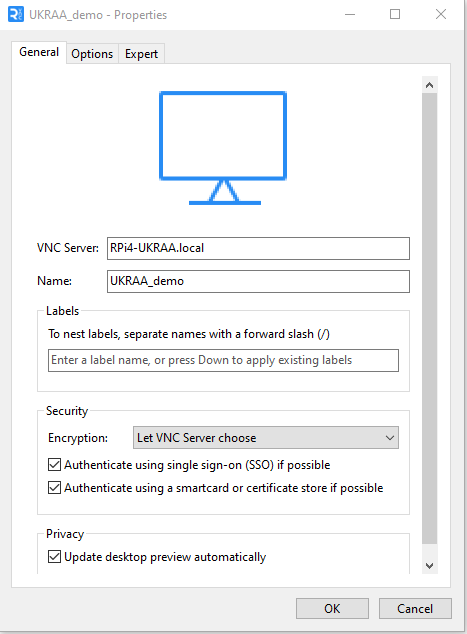 UKRAA_demo - Properties
General
Options
Expert
VNC Server: RPi4-UKRAA.local
Name: UKRAA_demo
Labels
To nest labels, separate names with a forward slash (/)
Enter a label name, or press Down to apply existing labels
Security
Encryption: Let VNC Server choose
Authenticate using single sign-on (SSO) if possible
Authenticate using a smartcard or certificate store if possible
Privacy
Update desktop preview automatically
OK
Cancel